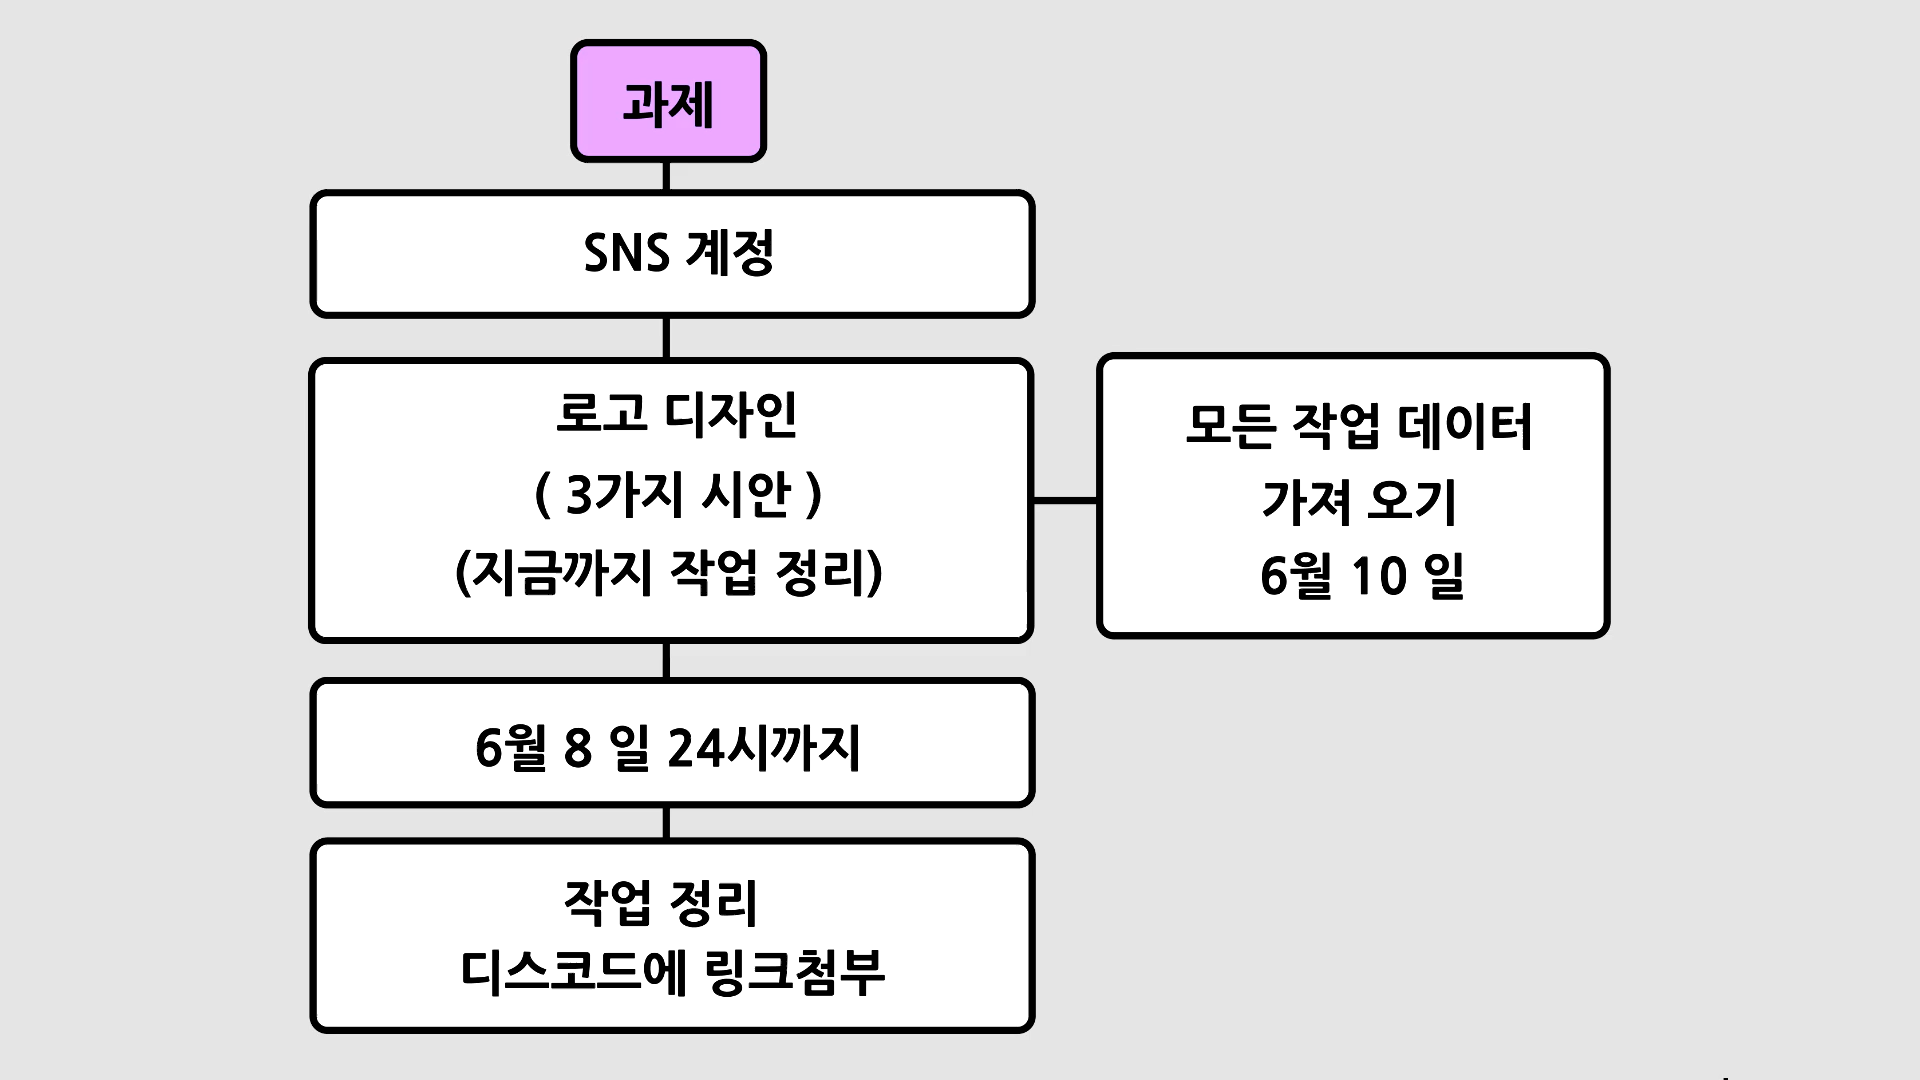 과제
SNS 계정
로고 디자인
( 3가지 시안 )
(지금까지 작업 정리)
모든 작업 데이터
가져 오기
6월 10 일
6월 8 일 24시까지
작업 정리
디스코드에 링크첨부